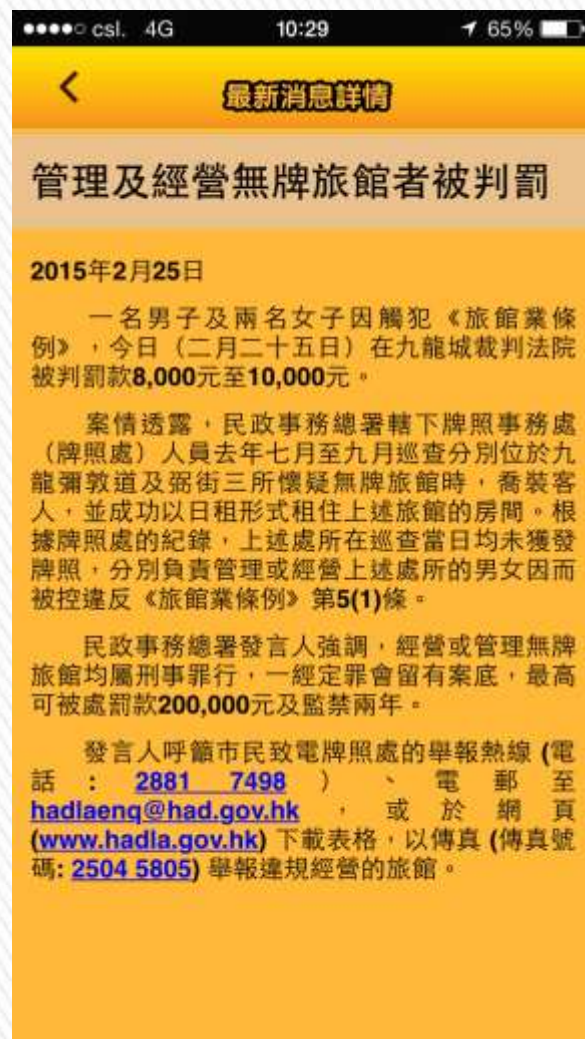 csl. 4G 10:29 65%
最新消息詳情
管理及經營無牌旅館者被判罰
2015年2月25日
一名男子及兩名女子因觸犯《旅館業條
例》，今日（二月二十五日）在九龍城裁判法院
被判罰款8,000元至10,000元。
案情透露，民政事務總署轄下牌照事務處
（牌照處）人員去年七月至九月巡查分別位於九
龍彌敦道及弼街三所懷疑無牌旅館時，喬裝客
人，並成功以日租形式租住上述旅館的房間。根
據牌照處的紀錄，上述處所在巡查當日均未獲發
牌照，分別負責管理或經營上述處所的男女因而
被控違反《旅館業條例》第5(1)條。
民政事務總署發言人強調，經營或管理無牌
旅館均屬刑事罪行，一經定罪會留有案底，最高
可被處罰款200,000元及監禁兩年。
發言人呼籲市民致電牌照處的舉報熱線 (電
話 : 2881 7498 ） 、 電 郵 至
hadlaenq@had.gov.hk ， 或 於 網 頁
(www.hadla.gov.hk) 下載表格，以傳真 (傳真號
碼: 2504 5805) 舉報違規經營的旅館。